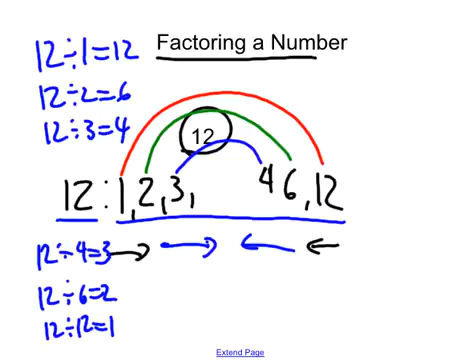 12÷1=12
Factoring a Number
12÷2=6
12÷3=4
12
12: 1, 2, 3, 4 6, 12
12÷4=3
12÷6=2
12÷12=1
Extend Page